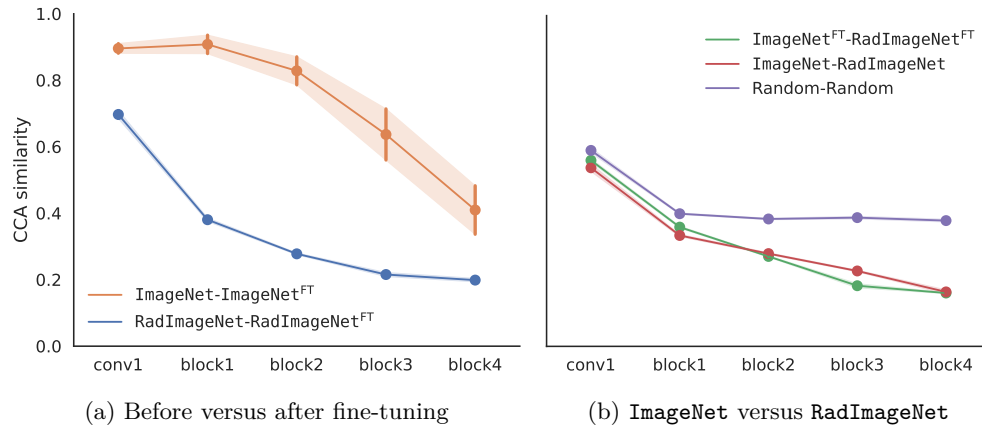 1.0
0.8
0.6
0.4
0.2
0.0
CCA similarity
ImageNet-ImageNet^FT
RadImageNet-RadImageNet^FT
conv1 block1 block2 block3 block4
(a) Before versus after fine-tuning
ImageNet^FT-RadImageNet^FT
ImageNet-RadImageNet
Random-Random
conv1 block1 block2 block3 block4
(b) ImageNet versus RadImageNet